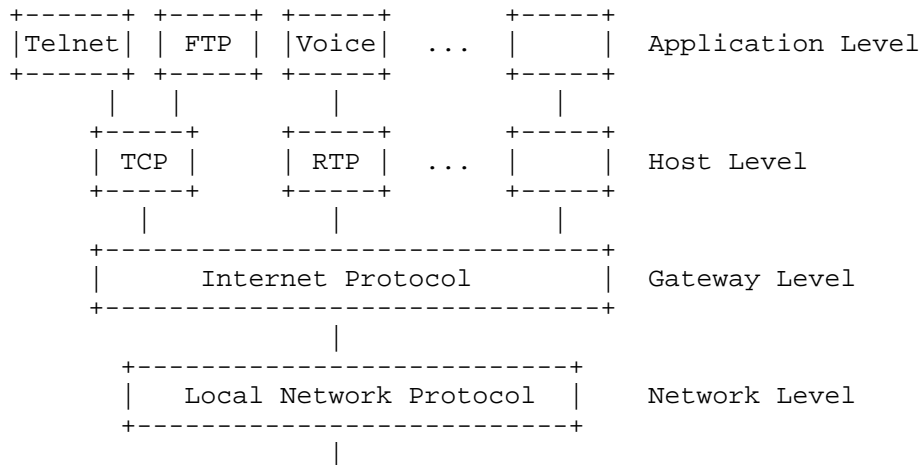 Telnet FTP Voice ... Application Level
TCP RTP ... Host Level
Internet Protocol Gateway Level
Local Network Protocol Network Level